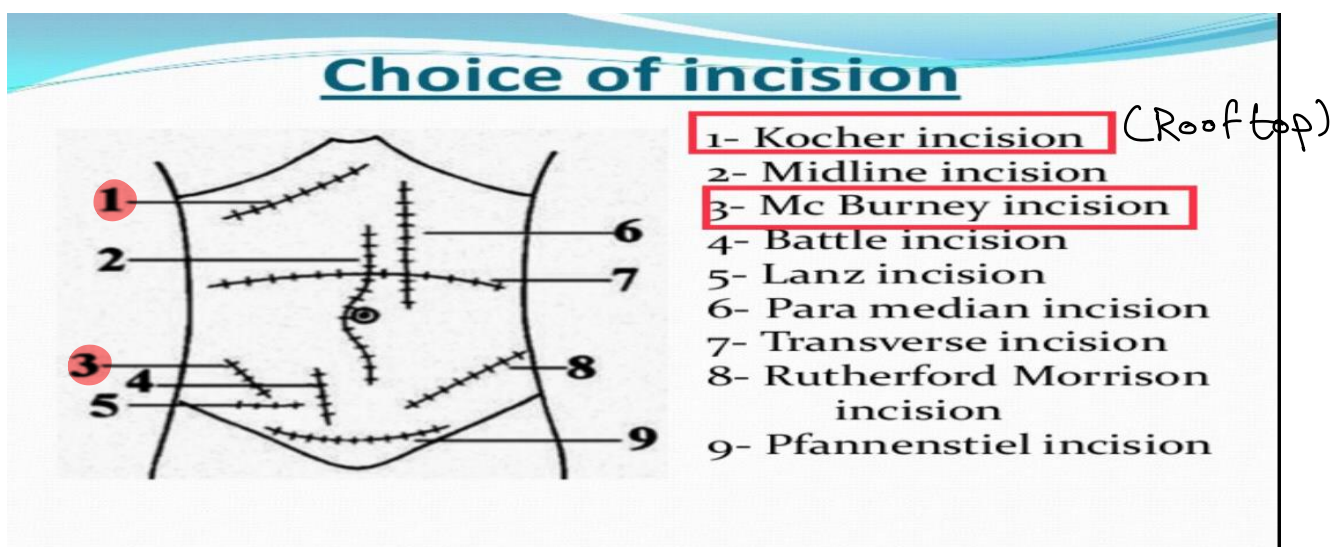 Choice of incision
1- Kocher incision (Rooftop)
2- Midline incision
3- Mc Burney incision
4- Battle incision
5- Lanz incision
6- Para median incision
7- Transverse incision
8- Rutherford Morrison
incision
9- Pfannenstiel incision
1
2
3
4
5
6
7
8
9